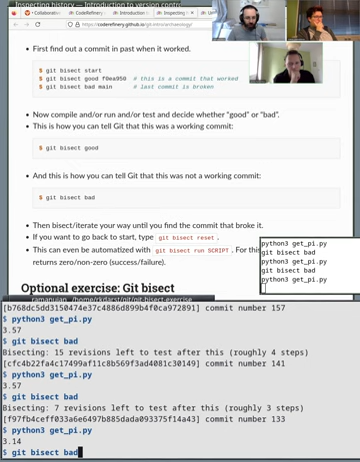 Inspecting history — Introduction to version contro
https://coderefinery.github.io/git-intro/archaeology/
First find out a commit in past when it worked.
$ git bisect start
$ git bisect good f0ea950 # this is a commit that worked
$ git bisect bad main # last commit is broken
Now compile and/or run and/or test and decide whether "good" or "bad".
This is how you can tell Git that this was a working commit:
$ git bisect good
And this is how you can tell Git that this was not a working commit:
$ git bisect bad
Then bisect/iterate your way until you find the commit that broke it.
If you want to go back to start, type git bisect reset.
This can even be automatized with git bisect run SCRIPT. For this
returns zero/non-zero (success/failure).
Optional exercise: Git bisect
python3 get_pi.py
git bisect bad
python3 get_pi.py
git bisect bad
python3 get_pi.py
ramanujan /home/rkdarst/git/git-bisect-exercise
[b768dc5dd3150474e37c4886d899b4f0ca972891] commit number 157
$ python3 get_pi.py
3.57
$ git bisect bad
Bisecting: 15 revisions left to test after this (roughly 4 steps)
[cfc4b22fa4c17499af11c8b569f3ad4081c30149] commit number 141
$ python3 get_pi.py
3.57
$ git bisect bad
Bisecting: 7 revisions left to test after this (roughly 3 steps)
[f97fb4ceff033a6e6497b885dada093375f14a43] commit number 133
$ python3 get_pi.py
3.14
$ git bisect bad